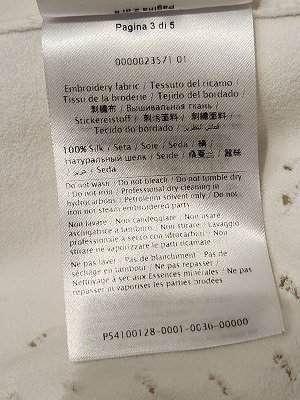 Pagina 3 di 5
0000023571 01
Embroidery fabric / Tessuto del ricamo /
Tissu de la broderie / Tejido del bordado /
刺繍布 / Вышивальная ткань /
Stickereistoff / 刺绣面料 / 刺繡面料 /
Tecido do bordado /
100% Silk / Seta / Soie / Seda / 絹 /
Натуральный шелк / Seide / 桑蚕丝 / 蠶絲
/ حرير / Seda
Do not wash / Do not bleach / Do not tumble dry
/ Do not iron / Professional dry cleaning in
hydrocarbons / Petroleum solvent only / Do not
iron nor steam embroidered parts
Non lavare / Non candeggiare / Non usare
asciugatrice a tamburo / Non stirare / Lavaggio
professionale a secco con idrocarburi / Non
stirare né vaporizzare le parti ricamate
Ne pas laver / Pas de blanchiment / Pas de
séchage en tambour / Ne pas repasser /
Nettoyage à sec aux Essences minérales / Ne pas
repasser ni vaporiser les parties brodées
PS4100128-0001-0036-00000